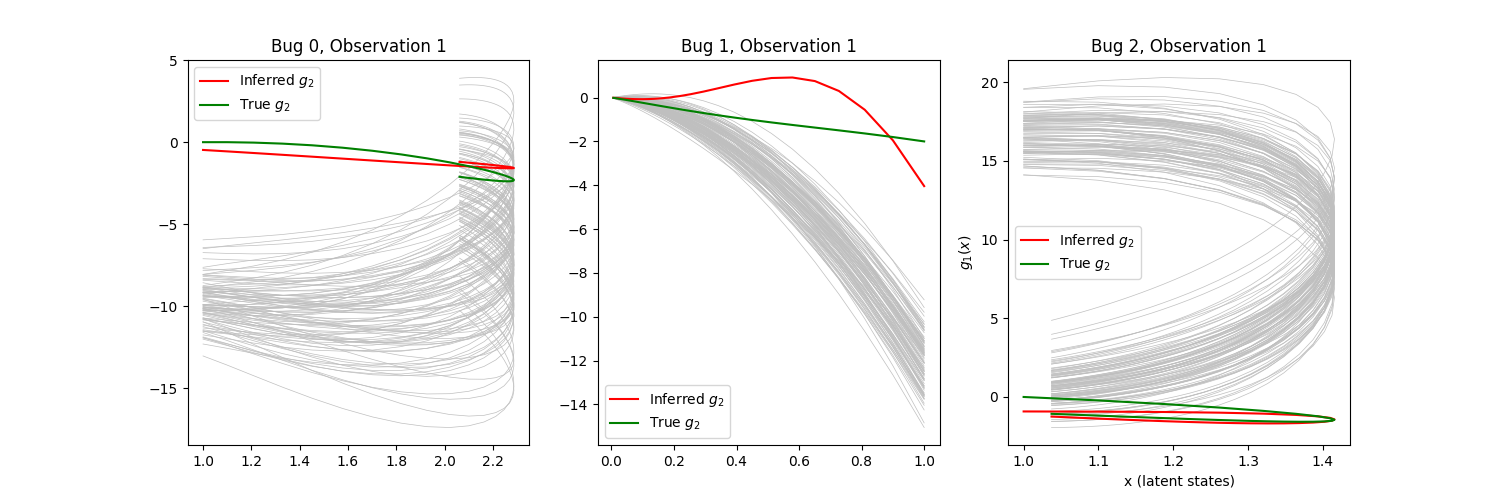 Bug 0, Observation 1
5
0
−5
−10
−15
Inferred g₂
True g₂
1.0 1.2 1.4 1.6 1.8 2.0 2.2
Bug 1, Observation 1
0
−2
−4
−6
−8
−10
−12
−14
Inferred g₂
True g₂
0.0 0.2 0.4 0.6 0.8 1.0
Bug 2, Observation 1
20
15
10
5
0
g₁(x)
Inferred g₂
True g₂
1.0 1.1 1.2 1.3 1.4
x (latent states)